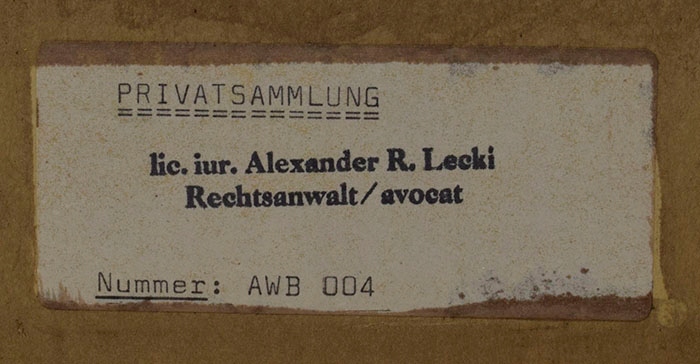 PRIVATSAMMLUNG
lic. iur. Alexander R. Lecki
Rechtsanwalt/avocat
Nummer: AWB 004